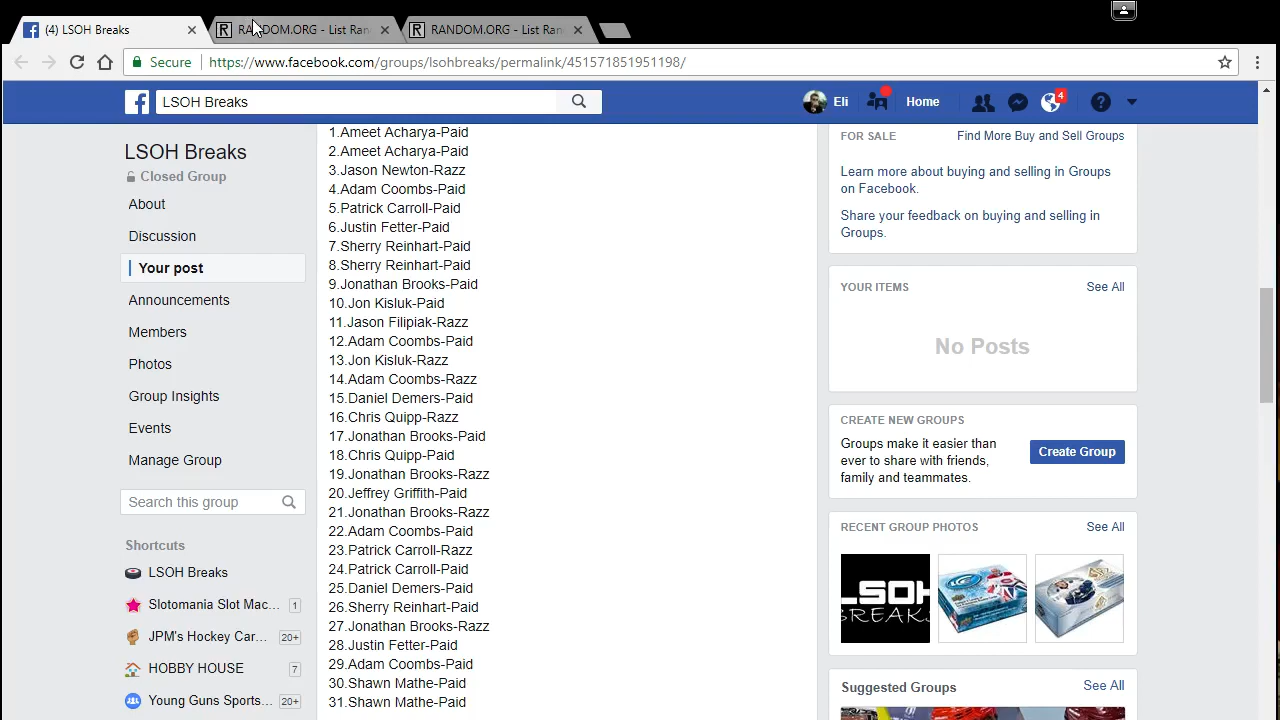 (4) LSOH Breaks
RANDOM.ORG - List Ran
RANDOM.ORG - List Ran
Secure
https://www.facebook.com/groups/lsohbreaks/permalink/451571851951198/
LSOH Breaks
Eli
Home
4
LSOH Breaks
Closed Group
About
Discussion
Your post
Announcements
Members
Photos
Group Insights
Events
Manage Group
Search this group
Shortcuts
LSOH Breaks
Slotomania Slot Mac... 1
JPM's Hockey Car... 20+
HOBBY HOUSE 7
Young Guns Sports... 20+
1.Ameet Acharya-Paid
2.Ameet Acharya-Paid
3.Jason Newton-Razz
4.Adam Coombs-Paid
5.Patrick Carroll-Paid
6.Justin Fetter-Paid
7.Sherry Reinhart-Paid
8.Sherry Reinhart-Paid
9.Jonathan Brooks-Paid
10.Jon Kisluk-Paid
11.Jason Filipiak-Razz
12.Adam Coombs-Paid
13.Jon Kisluk-Razz
14.Adam Coombs-Razz
15.Daniel Demers-Paid
16.Chris Quipp-Razz
17.Jonathan Brooks-Paid
18.Chris Quipp-Paid
19.Jonathan Brooks-Razz
20.Jeffrey Griffith-Paid
21.Jonathan Brooks-Razz
22.Adam Coombs-Paid
23.Patrick Carroll-Razz
24.Patrick Carroll-Paid
25.Daniel Demers-Paid
26.Sherry Reinhart-Paid
27.Jonathan Brooks-Razz
28.Justin Fetter-Paid
29.Adam Coombs-Paid
30.Shawn Mathe-Paid
31.Shawn Mathe-Paid
FOR SALE
Find More Buy and Sell Groups
Learn more about buying and selling in Groups
on Facebook.
Share your feedback on buying and selling in
Groups.
YOUR ITEMS
See All
No Posts
CREATE NEW GROUPS
Groups make it easier than
ever to share with friends,
family and teammates.
Create Group
RECENT GROUP PHOTOS
See All
LSOH
BREAKS
Suggested Groups
See All